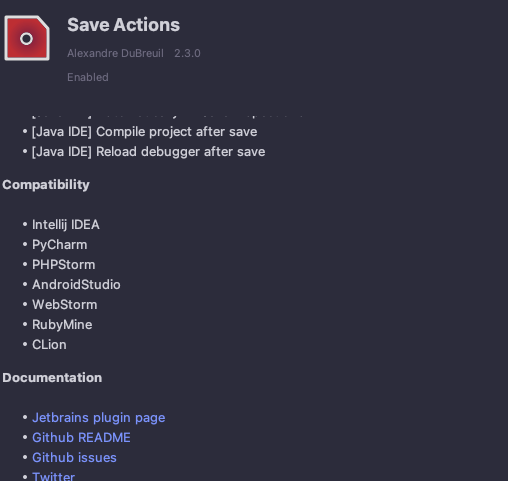 Save Actions
Alexandre DuBreuil 2.3.0
Enabled
• [Java IDE] Compile project after save
• [Java IDE] Reload debugger after save
Compatibility
• Intellij IDEA
• PyCharm
• PHPStorm
• AndroidStudio
• WebStorm
• RubyMine
• CLion
Documentation
• Jetbrains plugin page
• Github README
• Github issues
• Twitter